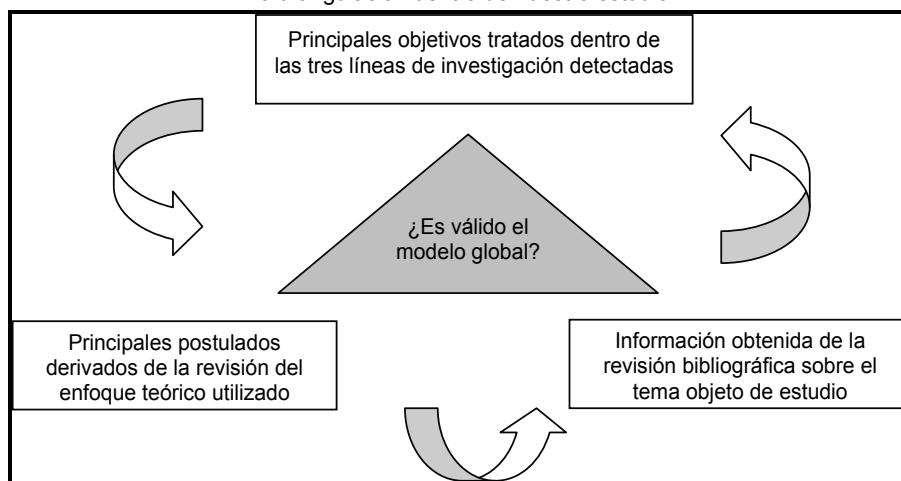 Principales objetivos tratados dentro de
las tres líneas de investigación detectadas
¿Es válido el
modelo global?
Principales postulados
derivados de la revisión del
enfoque teórico utilizado
Información obtenida de la
revisión bibliográfica sobre el
tema objeto de estudio